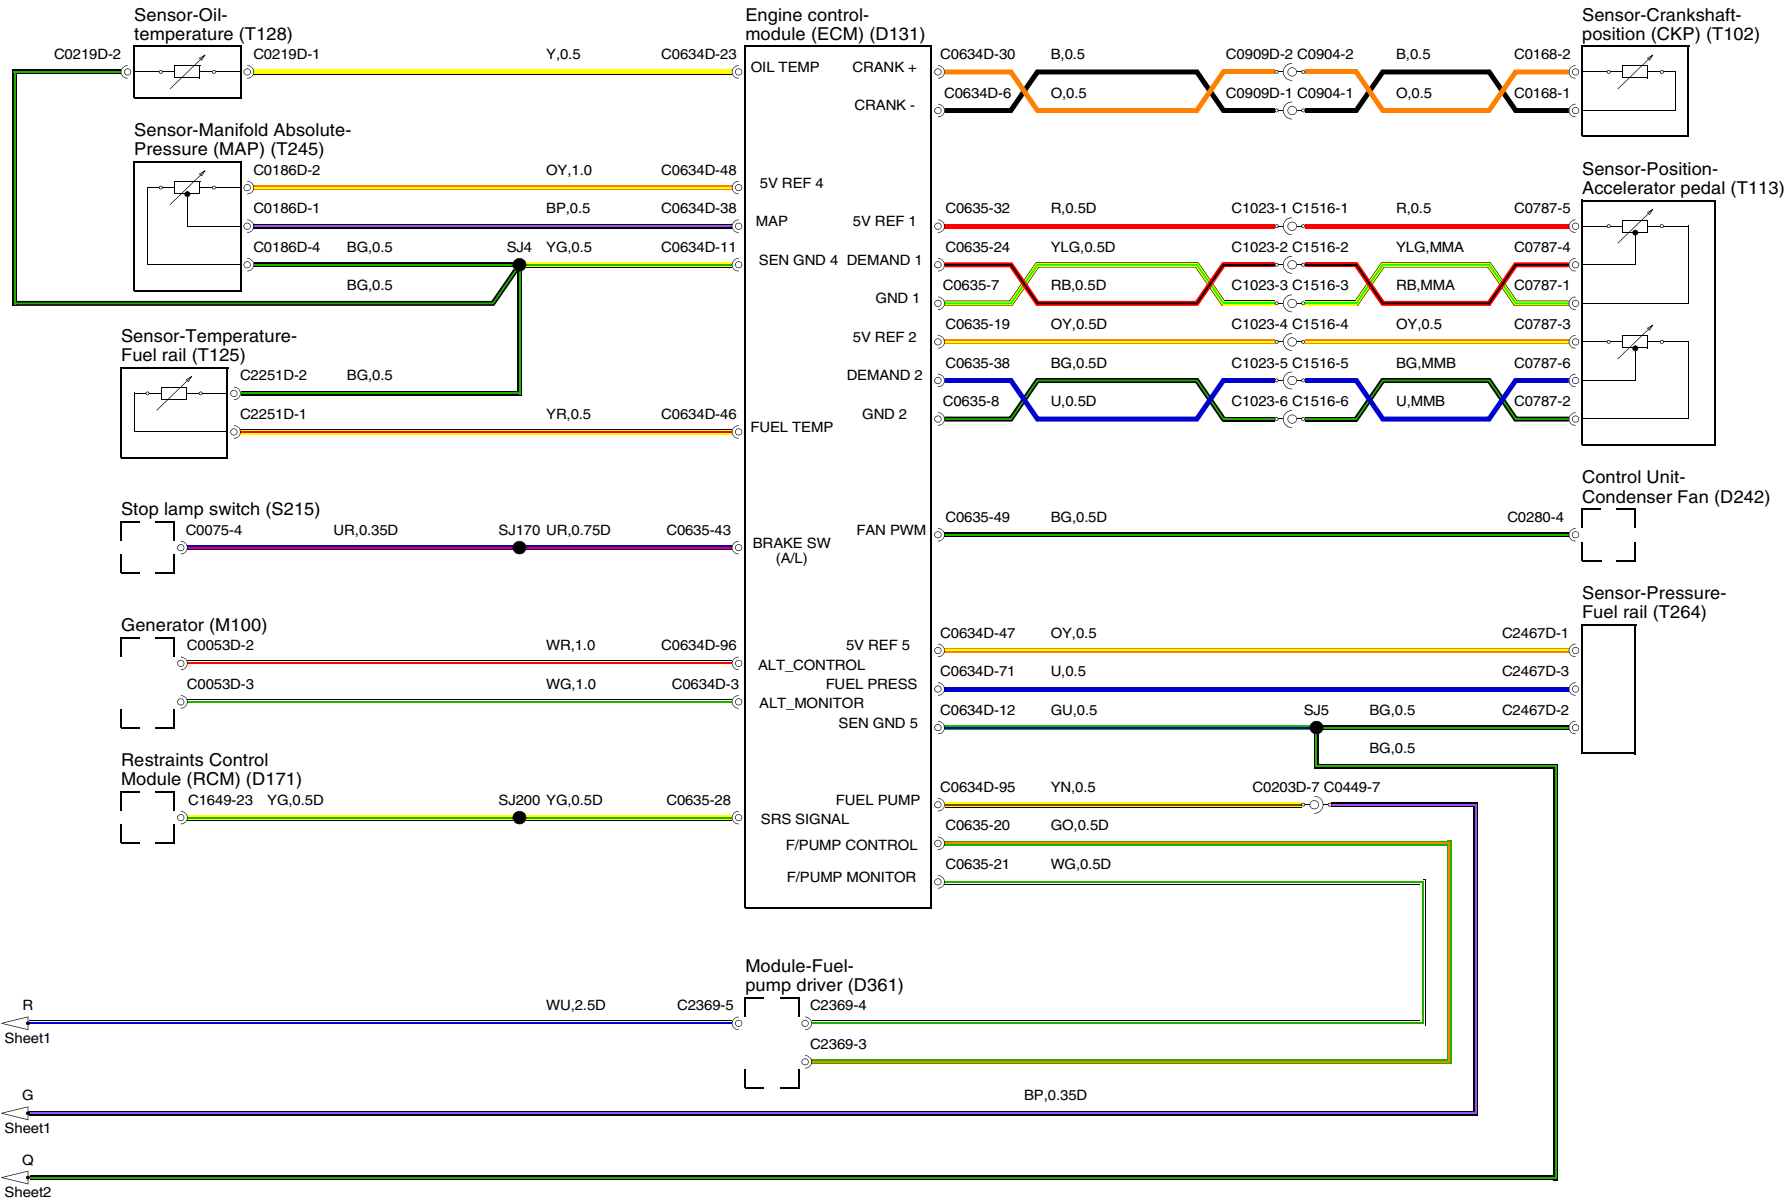 Sensor-Oil-
temperature (T128)
C0219D-2
C0219D-1
Y,0.5
C0634D-23
Sensor-Manifold Absolute-
Pressure (MAP) (T245)
C0186D-2
OY,1.0
C0634D-48
C0186D-1
BP,0.5
C0634D-38
C0186D-4
BG,0.5
SJ4
YG,0.5
C0634D-11
BG,0.5
Sensor-Temperature-
Fuel rail (T125)
C2251D-2
BG,0.5
C2251D-1
YR,0.5
C0634D-46
Stop lamp switch (S215)
C0075-4
UR,0.35D
SJ170
UR,0.75D
C0635-43
Generator (M100)
C0053D-2
WR,1.0
C0634D-96
C0053D-3
WG,1.0
C0634D-3
Restraints Control
Module (RCM) (D171)
C1649-23
YG,0.5D
SJ200
YG,0.5D
C0635-28
Engine control-
module (ECM) (D131)
OIL TEMP
CRANK +
CRANK -
5V REF 4
MAP
5V REF 1
SEN GND 4
DEMAND 1
GND 1
5V REF 2
DEMAND 2
GND 2
FUEL TEMP
FAN PWM
BRAKE SW
(A/L)
5V REF 5
ALT_CONTROL
FUEL PRESS
ALT_MONITOR
SEN GND 5
FUEL PUMP
SRS SIGNAL
F/PUMP CONTROL
F/PUMP MONITOR
C0634D-30
B,0.5
C0909D-2
C0904-2
B,0.5
C0168-2
C0634D-6
O,0.5
C0909D-1
C0904-1
O,0.5
C0168-1
Sensor-Crankshaft-
position (CKP) (T102)
Sensor-Position-
Accelerator pedal (T113)
C0635-32
R,0.5D
C1023-1
C1516-1
R,0.5
C0787-5
C0635-24
YLG,0.5D
C1023-2
C1516-2
YLG,MMA
C0787-4
C0635-7
RB,0.5D
C1023-3
C1516-3
RB,MMA
C0787-1
C0635-19
OY,0.5D
C1023-4
C1516-4
OY,0.5
C0787-3
C0635-38
BG,0.5D
C1023-5
C1516-5
BG,MMB
C0787-6
C0635-8
U,0.5D
C1023-6
C1516-6
U,MMB
C0787-2
Control Unit-
Condenser Fan (D242)
C0635-49
BG,0.5D
C0280-4
Sensor-Pressure-
Fuel rail (T264)
C0634D-47
OY,0.5
C2467D-1
C0634D-71
U,0.5
C2467D-3
C0634D-12
GU,0.5
SJ5
BG,0.5
C2467D-2
BG,0.5
C0634D-95
YN,0.5
C0203D-7
C0449-7
C0635-20
GO,0.5D
C0635-21
WG,0.5D
Module-Fuel-
pump driver (D361)
R
Sheet1
WU,2.5D
C2369-5
C2369-4
C2369-3
G
Sheet1
BP,0.35D
Q
Sheet2